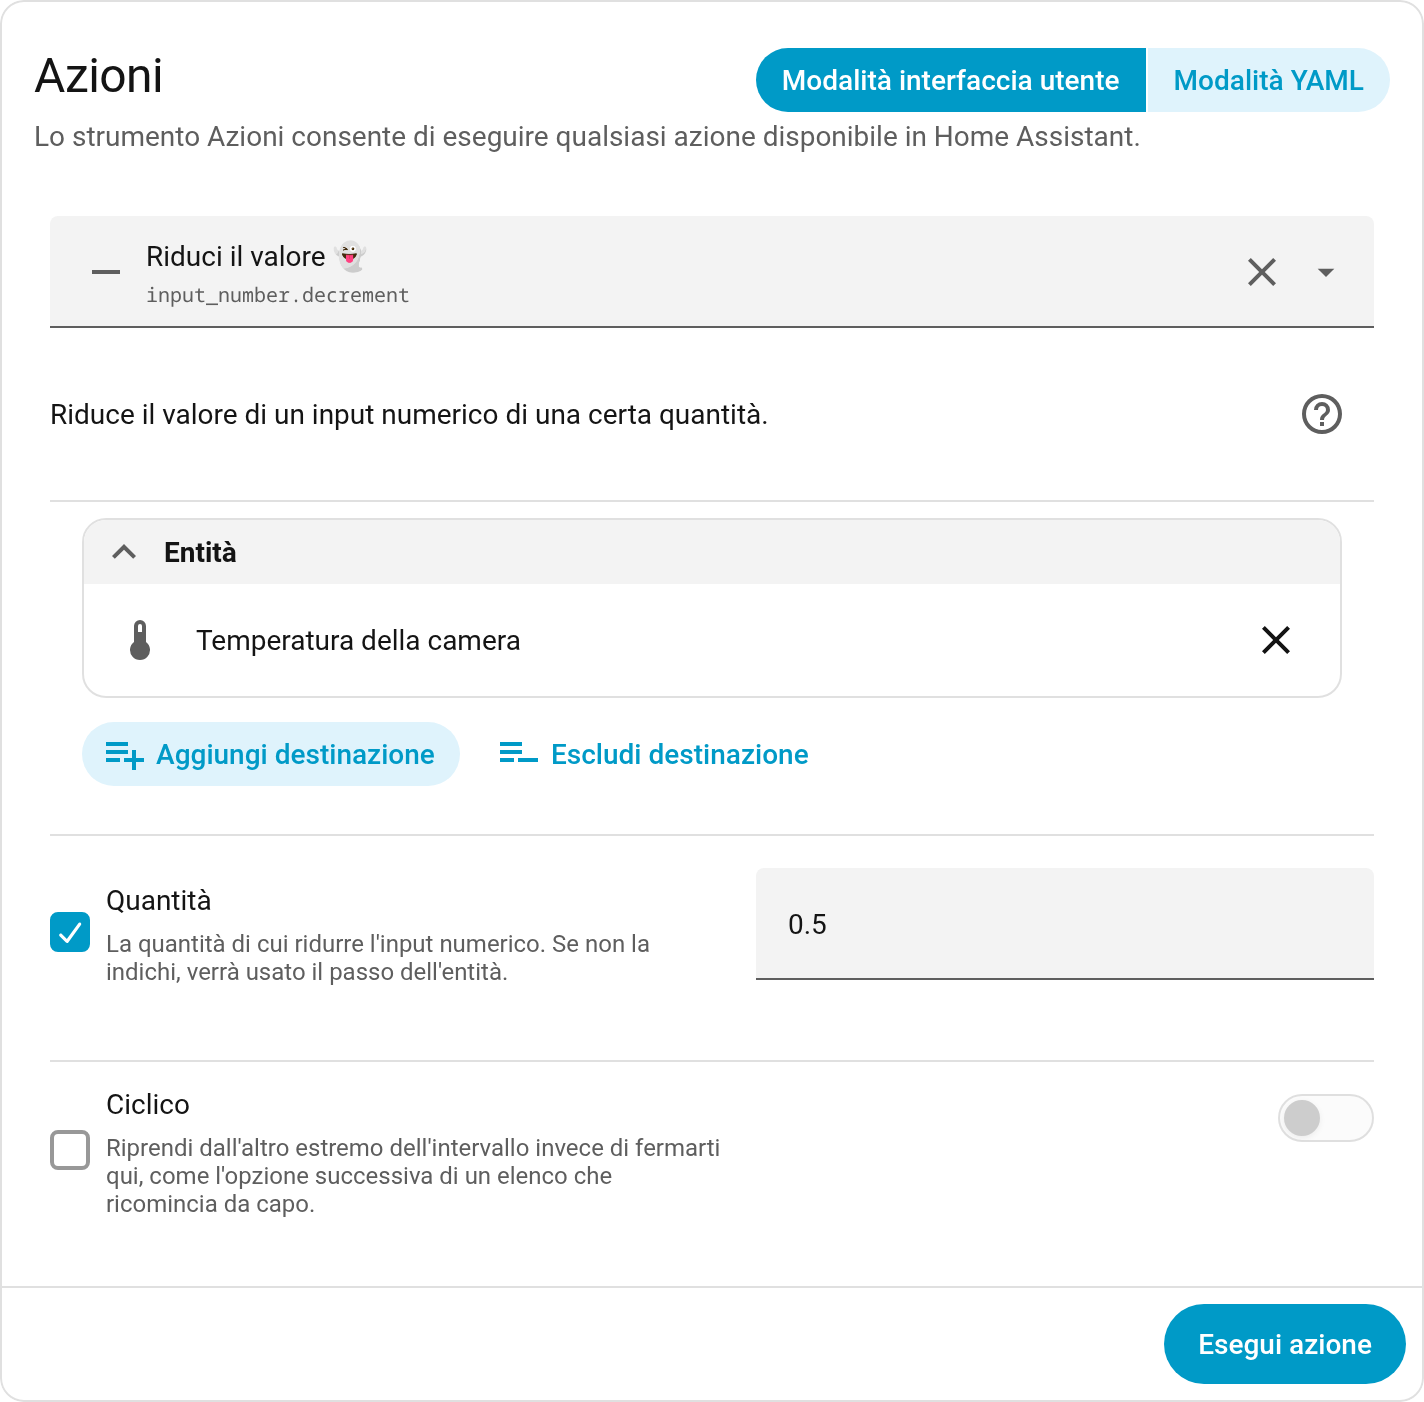 Azioni
Modalità interfaccia utente
Modalità YAML
Lo strumento Azioni consente di eseguire qualsiasi azione disponibile in Home Assistant.
Riduci il valore 👻
input_number.decrement
Riduce il valore di un input numerico di una certa quantità.
Entità
Temperatura della camera
Aggiungi destinazione
Escludi destinazione
Quantità
La quantità di cui ridurre l'input numerico. Se non la
indichi, verrà usato il passo dell'entità.
0.5
Ciclico
Riprendi dall'altro estremo dell'intervallo invece di fermarti
qui, come l'opzione successiva di un elenco che
ricomincia da capo.
Esegui azione